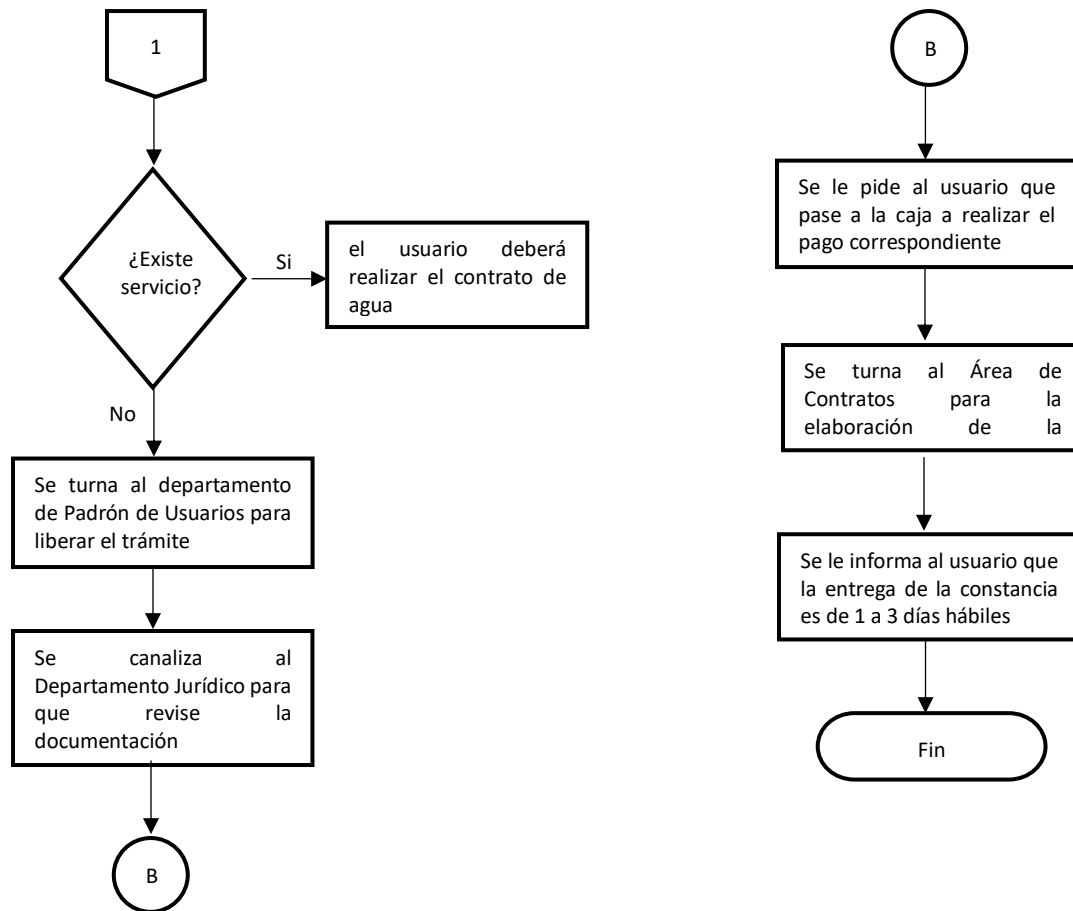 1
¿Existe
servicio?
Si
el usuario deberá
realizar el contrato de
agua
No
Se turna al departamento
de Padrón de Usuarios para
liberar el trámite
Se canaliza al
Departamento Jurídico para
que revise la
documentación
B
B
Se le pide al usuario que
pase a la caja a realizar el
pago correspondiente
Se turna al Área de
Contratos para la
elaboración de la
Se le informa al usuario que
la entrega de la constancia
es de 1 a 3 días hábiles
Fin